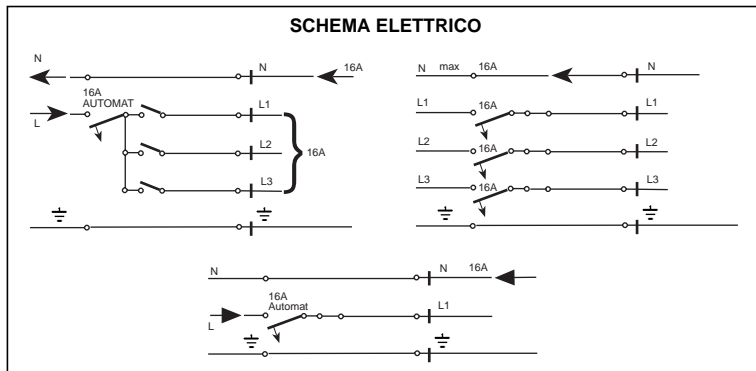 SCHEMA ELETTRICO
N N 16A
16A
AUTOMAT
L
L1
L2
L3
16A
N max 16A N
L1 16A L1
L2 16A L2
L3 16A L3
N N 16A
16A
Automat
L
L1